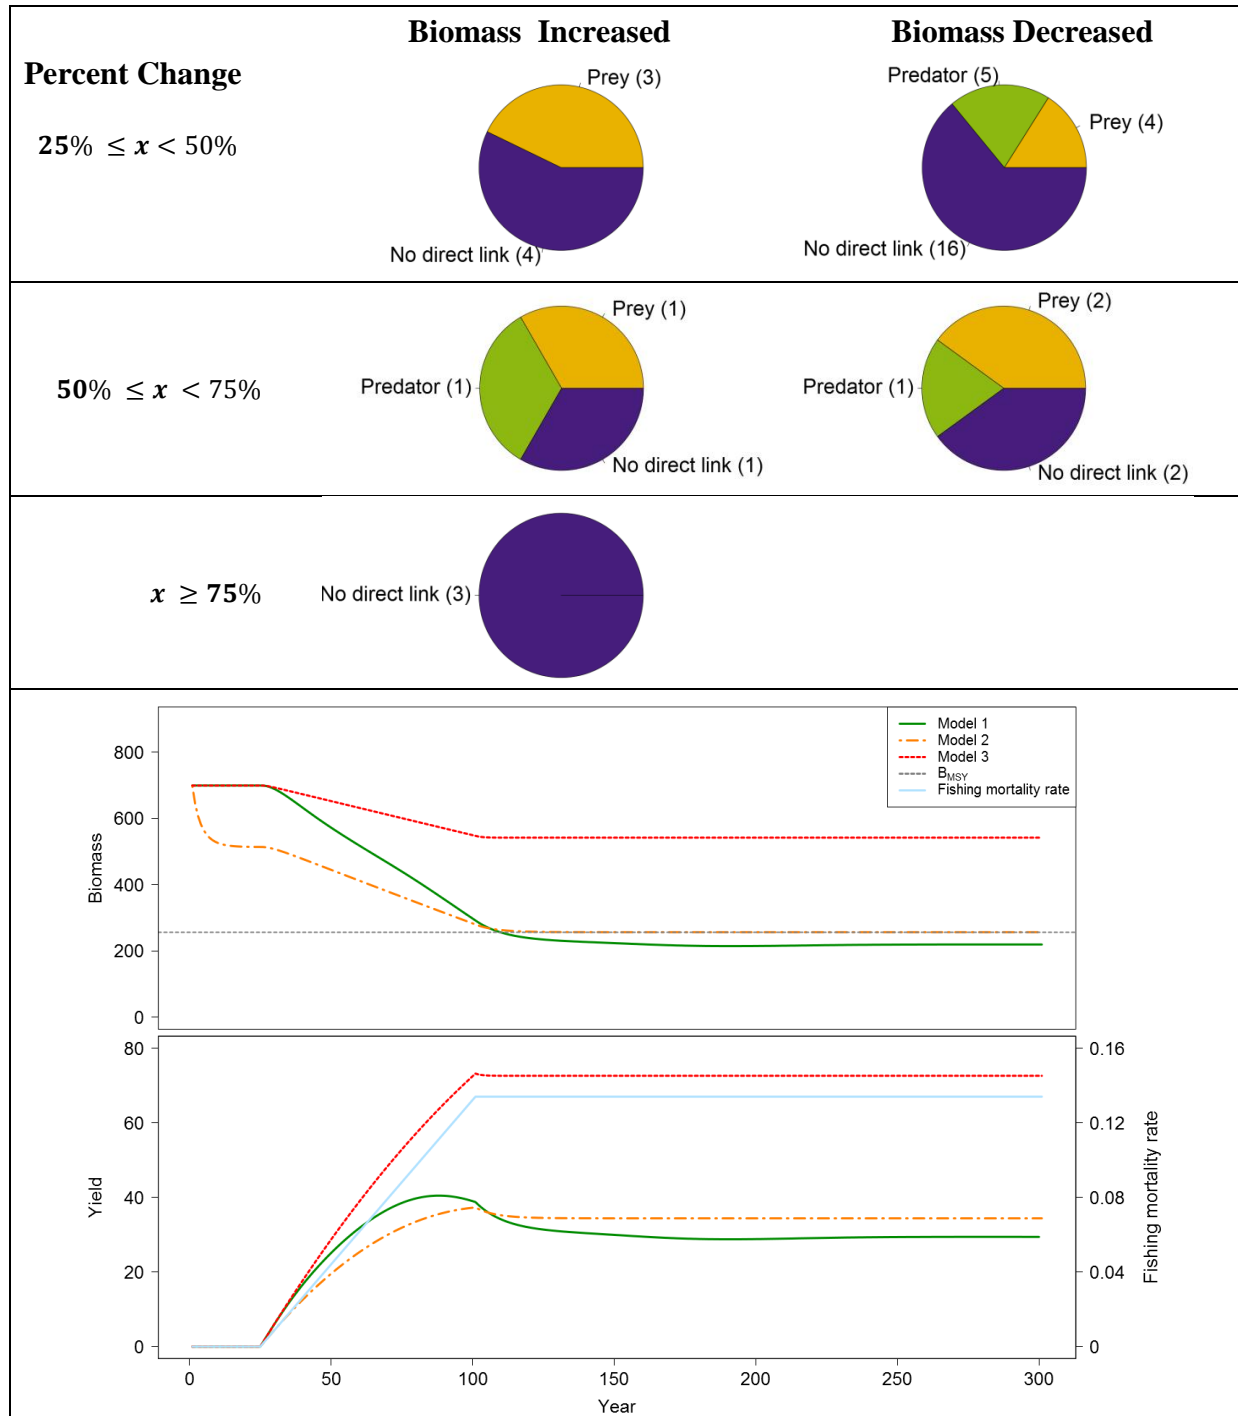 Biomass Increased
Biomass Decreased
Percent Change
25% ≤ x < 50%
Prey (3)
No direct link (4)
Predator (5)
Prey (4)
No direct link (16)
50% ≤ x < 75%
Prey (1)
Predator (1)
No direct link (1)
Prey (2)
Predator (1)
No direct link (2)
x ≥ 75%
No direct link (3)
Model 1
Model 2
Model 3
BMSY
Fishing mortality rate
800
600
400
200
0
Biomass
80
60
40
20
0
Yield
0.16
0.12
0.08
0.04
0
Fishing mortality rate
0 50 100 150 200 250 300
Year